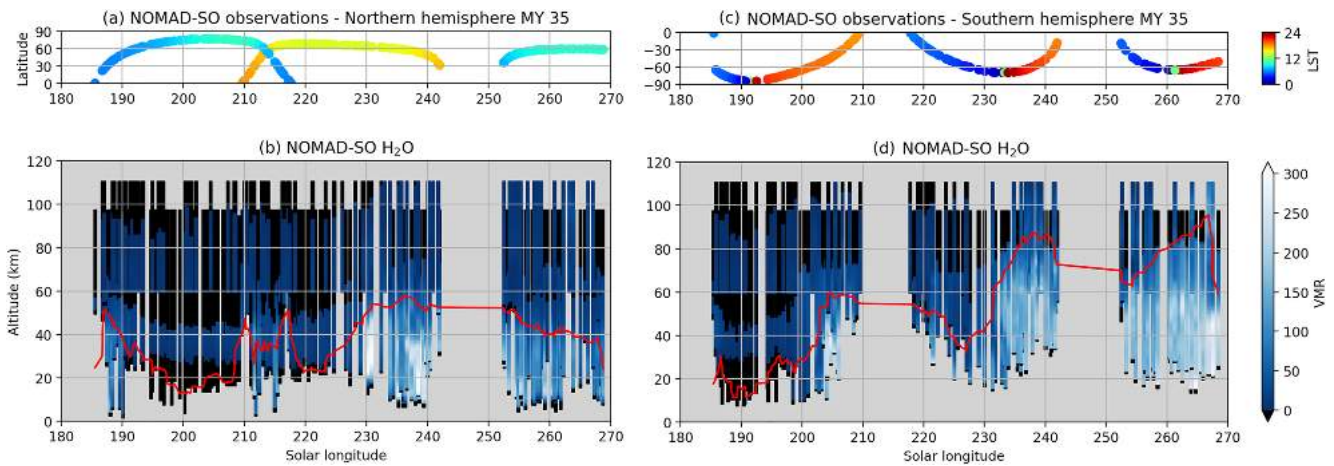 (a) NOMAD-SO observations - Northern hemisphere MY 35
Latitude
90
60
30
0
180 190 200 210 220 230 240 250 260 270
(c) NOMAD-SO observations - Southern hemisphere MY 35
0
−30
−60
−90
180 190 200 210 220 230 240 250 260 270
24
12
0
LST
(b) NOMAD-SO H₂O
Altitude (km)
120
100
80
60
40
20
0
180 190 200 210 220 230 240 250 260 270
Solar longitude
(d) NOMAD-SO H₂O
120
100
80
60
40
20
0
180 190 200 210 220 230 240 250 260 270
Solar longitude
300
250
200
150
100
50
0
VMR